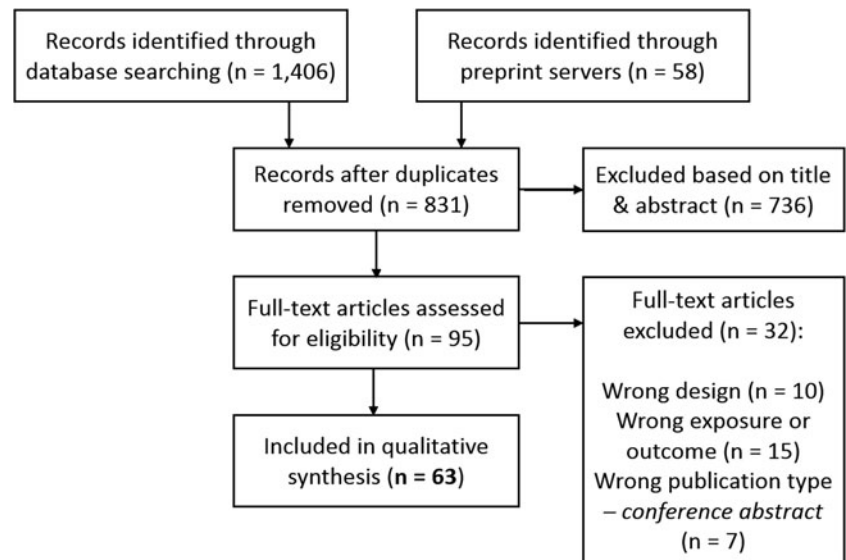 Records identified through
database searching (n = 1,406)
Records identified through
preprint servers (n = 58)
Records after duplicates
removed (n = 831)
Excluded based on title
& abstract (n = 736)
Full-text articles assessed
for eligibility (n = 95)
Full-text articles
excluded (n = 32):
Wrong design (n = 10)
Wrong exposure or
outcome (n = 15)
Wrong publication type
– conference abstract
(n = 7)
Included in qualitative
synthesis (n = 63)